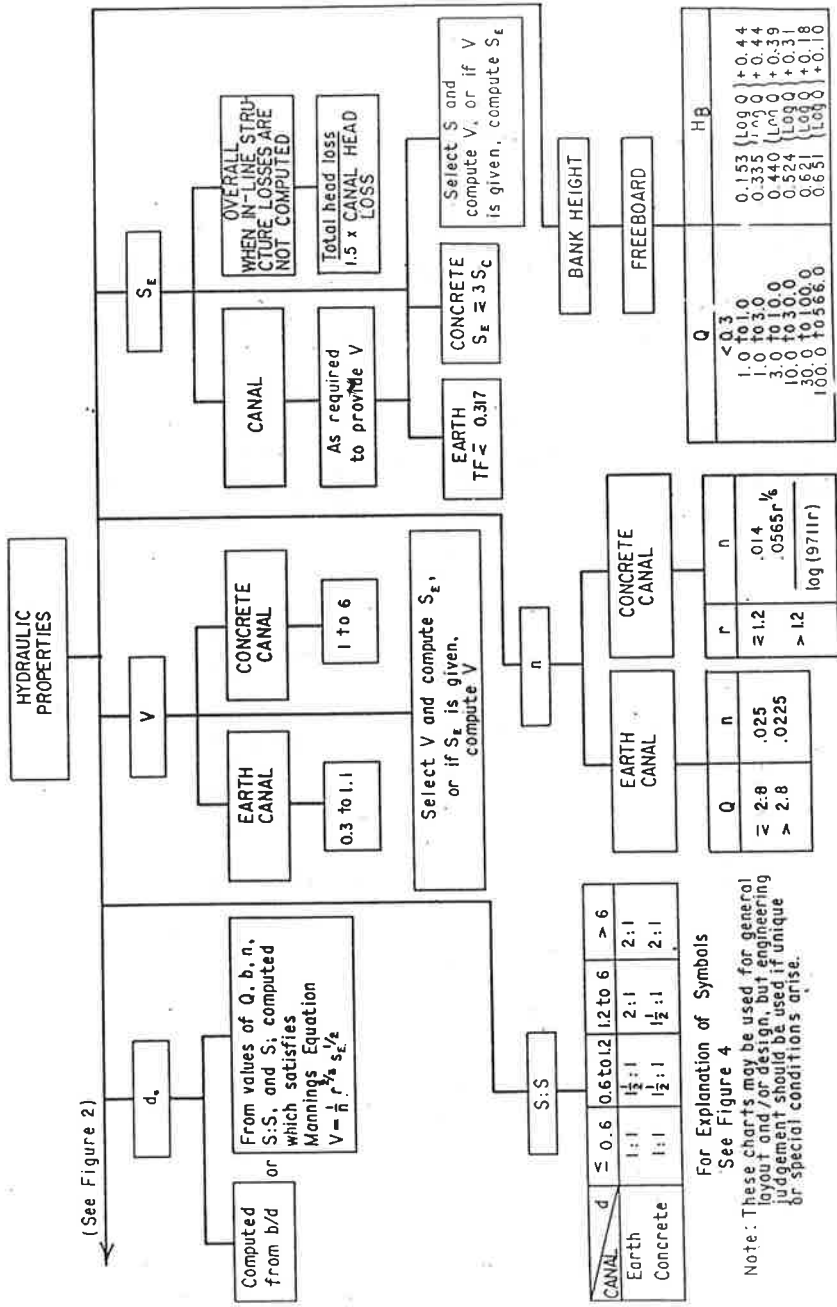 HYDRAULIC
PROPERTIES
(See Figure 2)
d.
Computed
from b/d
or
From values of Q, b, n,
S:S, and S; computed
which satisfies
Mannings Equation
V = 1/n r^2/3 S_E^1/2
V
EARTH
CANAL
0.3 to 1.1
CONCRETE
CANAL
1 to 6
Select V and compute S_E,
or if S_E is given,
compute V
S_E
CANAL
As required
to provide V
OVERALL
WHEN IN-LINE STRU-
CTURE LOSSES ARE
NOT COMPUTED
Total head loss
1.5 x CANAL HEAD
LOSS
EARTH
TF < 0.317
CONCRETE
S_E ≡ 3 S_C
Select S and
compute V, or if V
is given, compute S_E
S:S
CANAL d ≤ 0.6 0.6 to 1.2 1.2 to 6 > 6
Earth 1:1 1½:1 2:1 2:1
Concrete 1:1 1½:1 1½:1 2:1
For Explanation of Symbols
See Figure 4
Note: These charts may be used for general
layout and/or design, but engineering
judgement should be used if unique
or special conditions arise.
n
EARTH
CANAL
Q n
≤ 2.8 .025
> 2.8 .0225
CONCRETE
CANAL
r n
≡ 1.2 .014
> 1.2 .0565r^1/6
log (9711r)
BANK HEIGHT
FREEBOARD
Q H_B
< 0.3
1.0 to 1.0 0.153 (Log Q) + 0.44
1.0 to 3.0 0.335 (Log Q) + 0.44
3.0 to 10.0 0.440 (Log Q) + 0.39
10.0 to 30.0 0.524 (Log Q) + 0.31
30.0 to 100.0 0.621 (Log Q) + 0.18
100.0 to 566.0 0.651 (Log Q) + 0.10